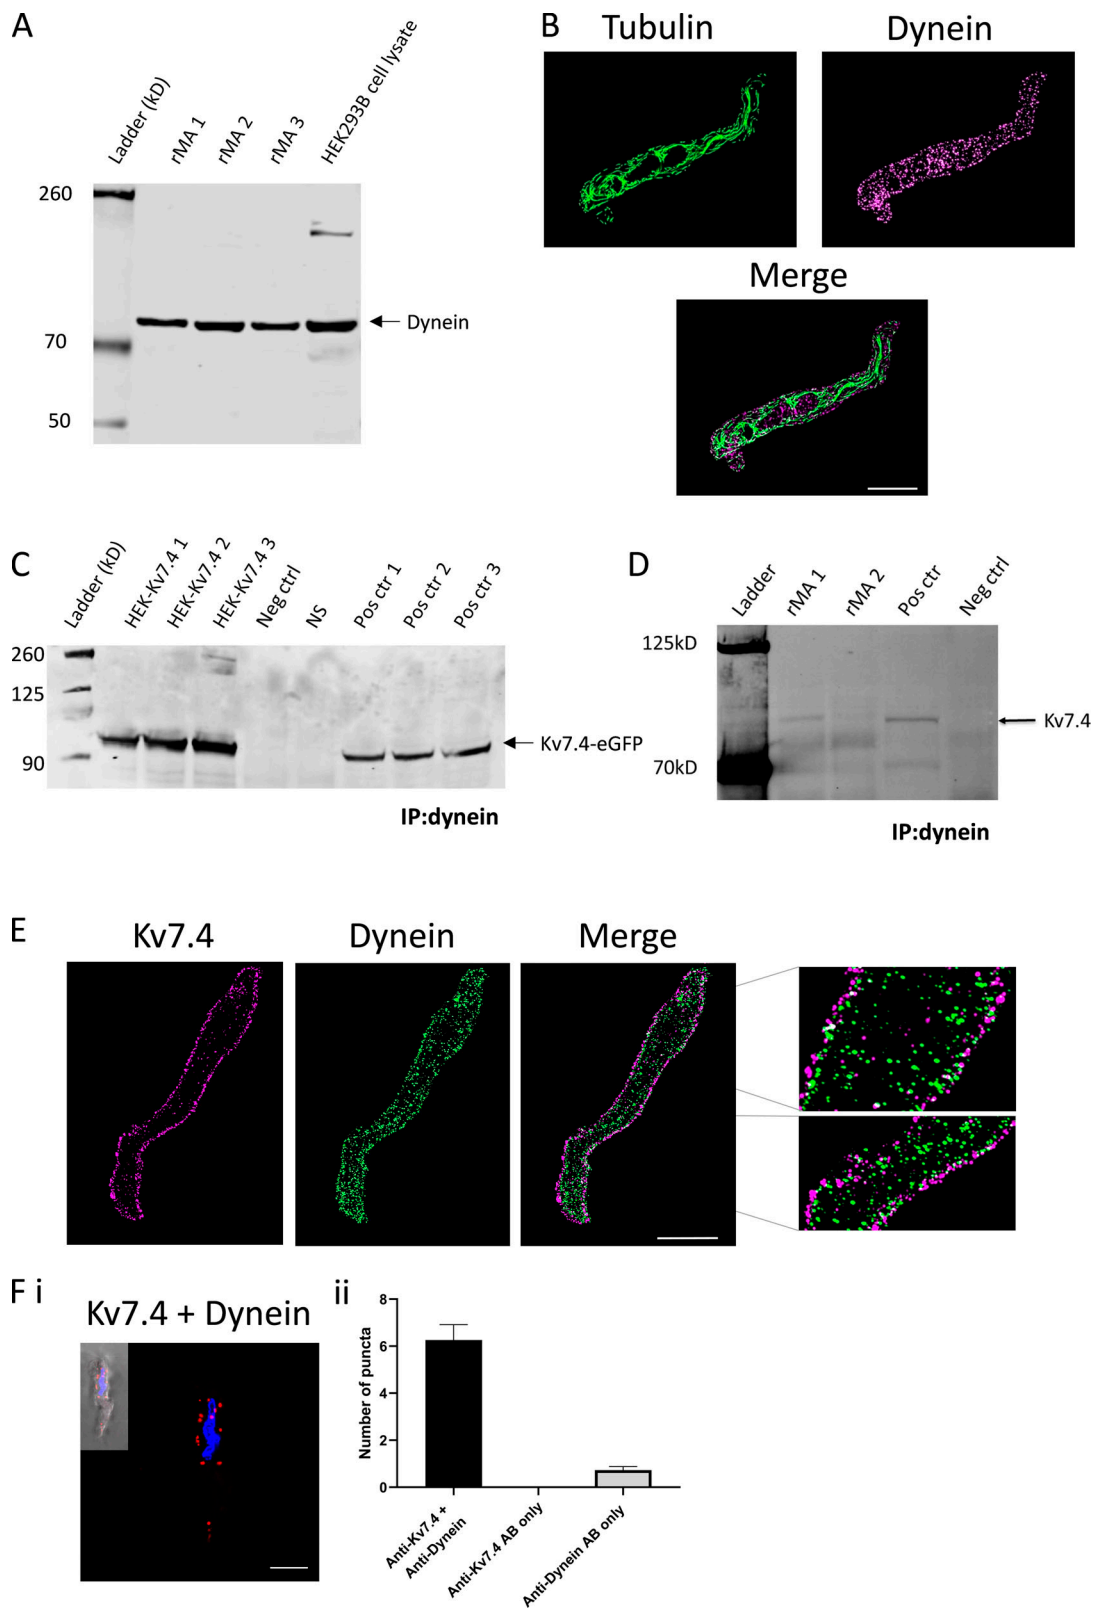 A
Ladder (kD)
rMA 1
rMA 2
rMA 3
HEK293B cell lysate
260
70
50
Dynein
B
Tubulin
Dynein
Merge
C
Ladder (kD)
HEK-Kv7.4 1
HEK-Kv7.4 2
HEK-Kv7.4 3
Neg ctrl
NS
Pos ctr 1
Pos ctr 2
Pos ctr 3
260
125
90
Kv7.4-eGFP
IP:dynein
D
Ladder
rMA 1
rMA 2
Pos ctr
Neg ctrl
125kD
70kD
Kv7.4
IP:dynein
E
Kv7.4
Dynein
Merge
F i
Kv7.4 + Dynein
ii
Number of puncta
8
6
4
2
0
Anti-Kv7.4 +
Anti-Dynein
Anti-Kv7.4 AB only
Anti-Dynein AB only